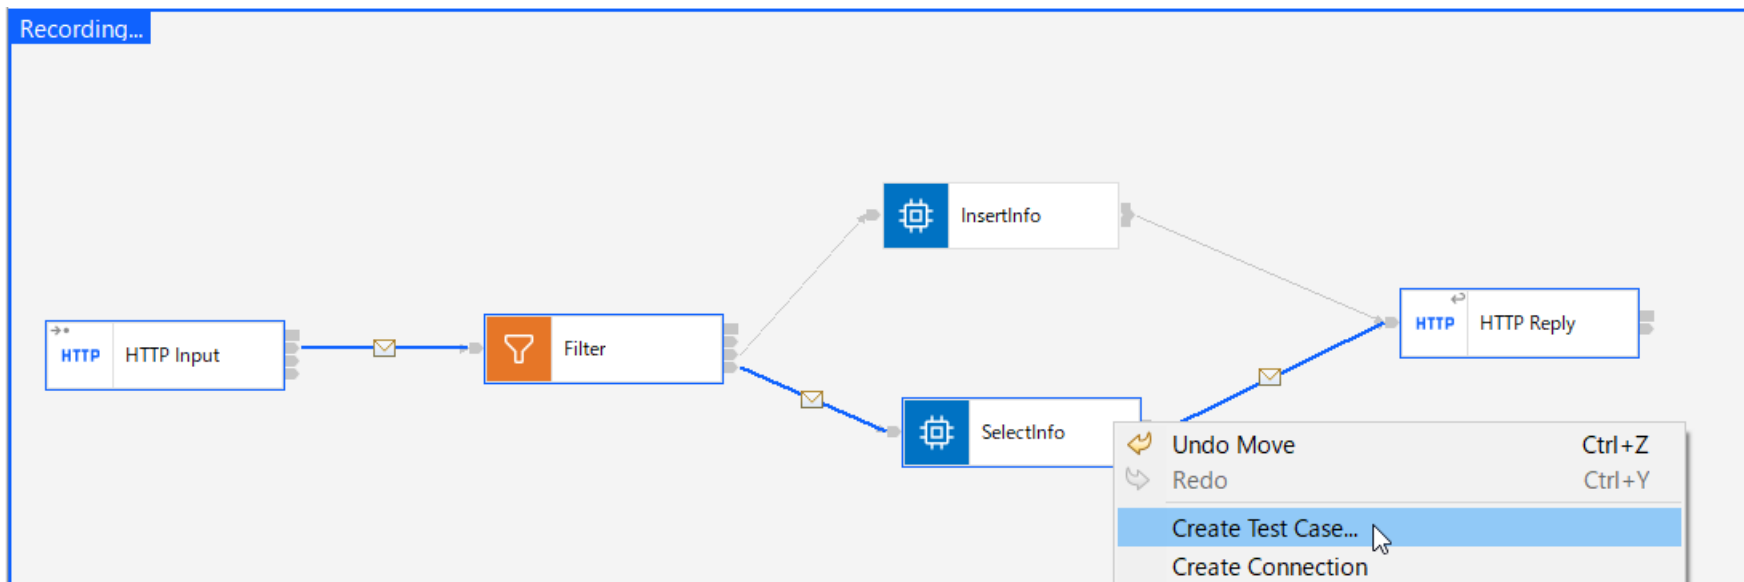 Recording...
InsertInfo
HTTP HTTP Input
Filter
HTTP HTTP Reply
SelectInfo
Undo Move Ctrl+Z
Redo Ctrl+Y
Create Test Case...
Create Connection